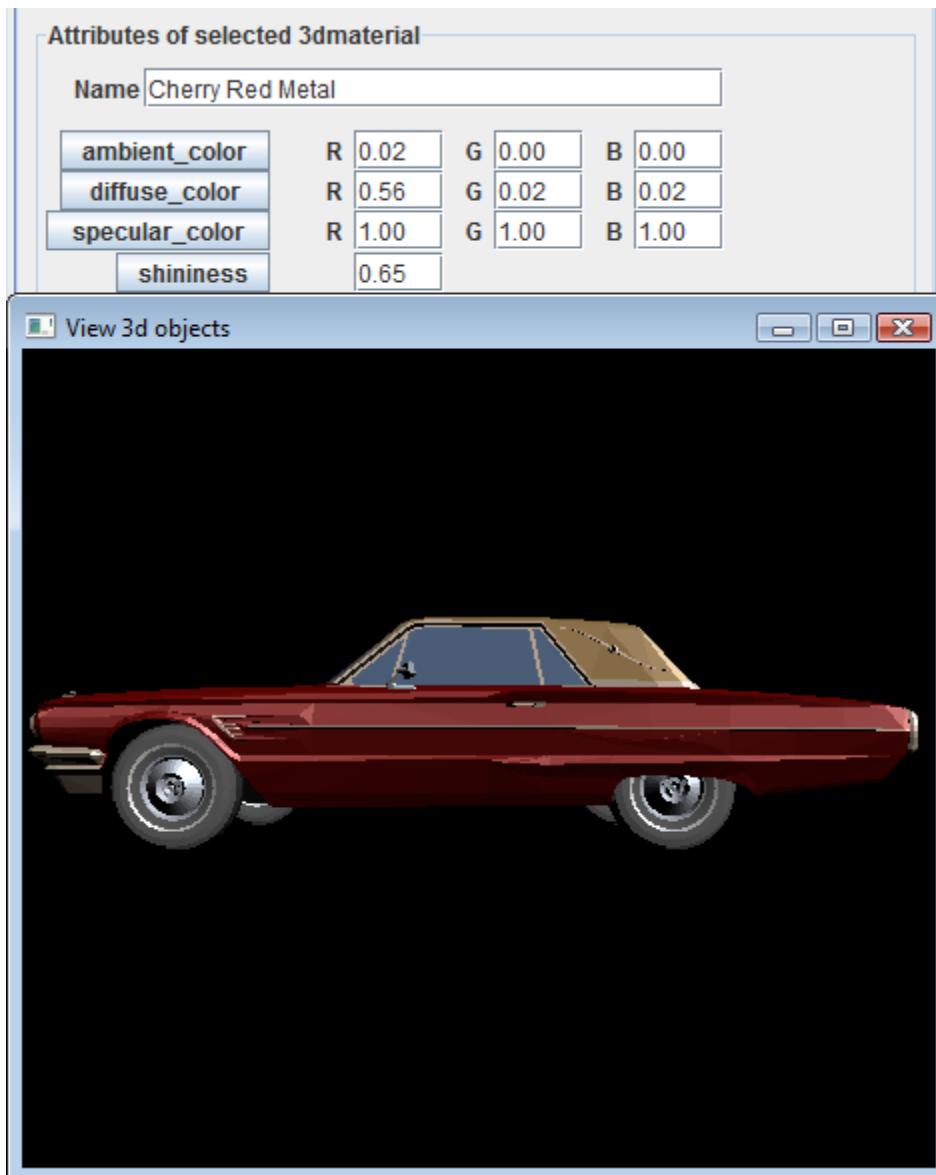 Attributes of selected 3dmaterial
Name Cherry Red Metal
ambient_color R 0.02 G 0.00 B 0.00
diffuse_color R 0.56 G 0.02 B 0.02
specular_color R 1.00 G 1.00 B 1.00
shininess 0.65
View 3d objects